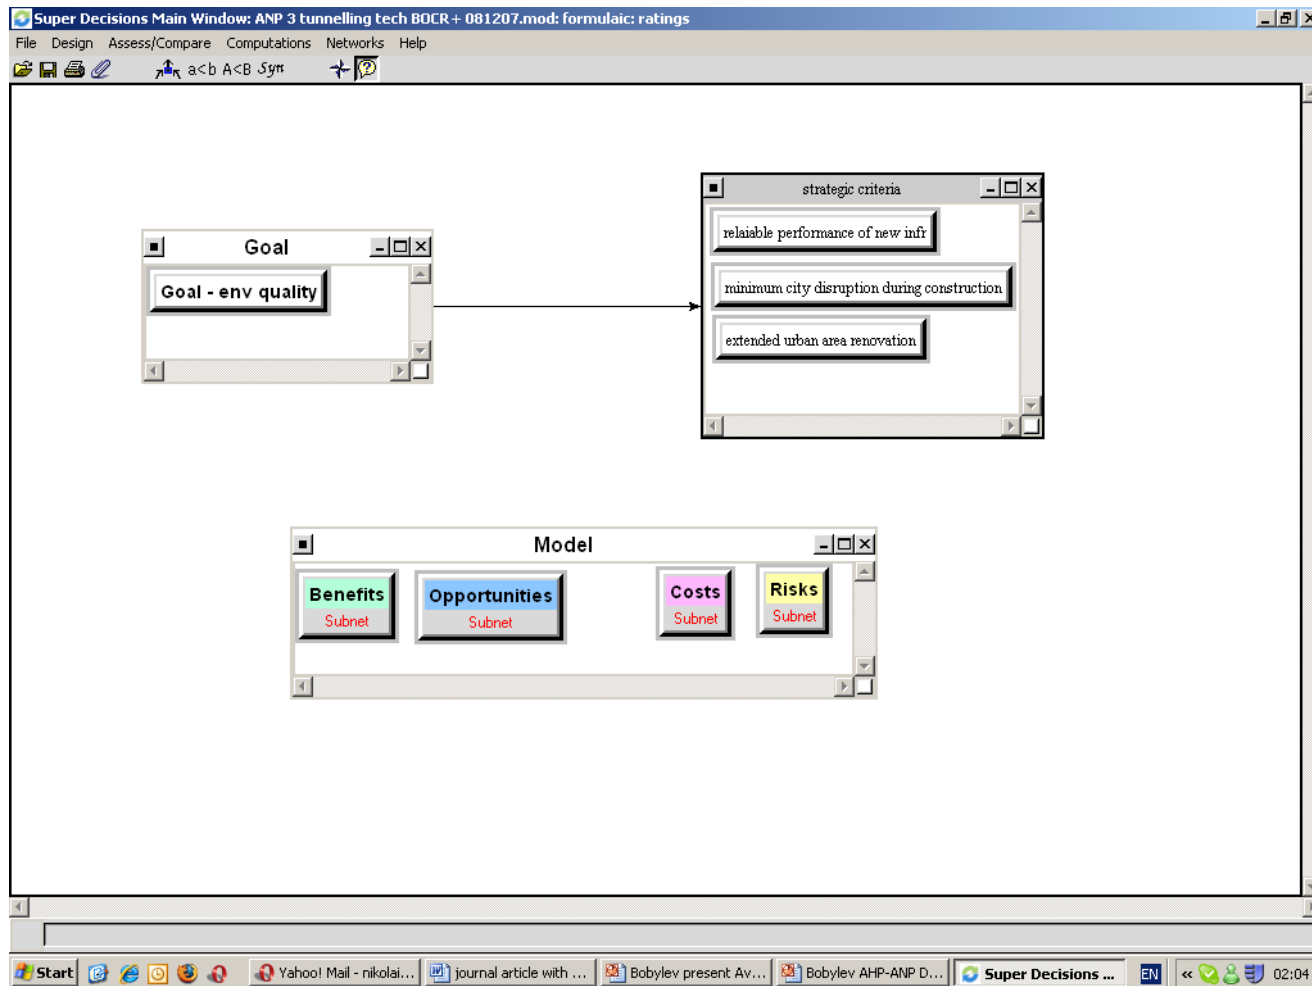 Super Decisions Main Window: ANP 3 tunnelling tech BOCR+ 081207.mod: formulaic: ratings
File Design Assess/Compare Computations Networks Help
a<b A<B Syn
strategic criteria
relaiable performance of new infr
minimum city disruption during construction
extended urban area renovation
Goal
Goal - env quality
Model
Benefits
Subnet
Opportunities
Subnet
Costs
Subnet
Risks
Subnet
Start Yahoo! Mail - nikolai... journal article with ... Bobylev present Av... Bobylev AHP-ANP D... Super Decisions ... EN « 02:04